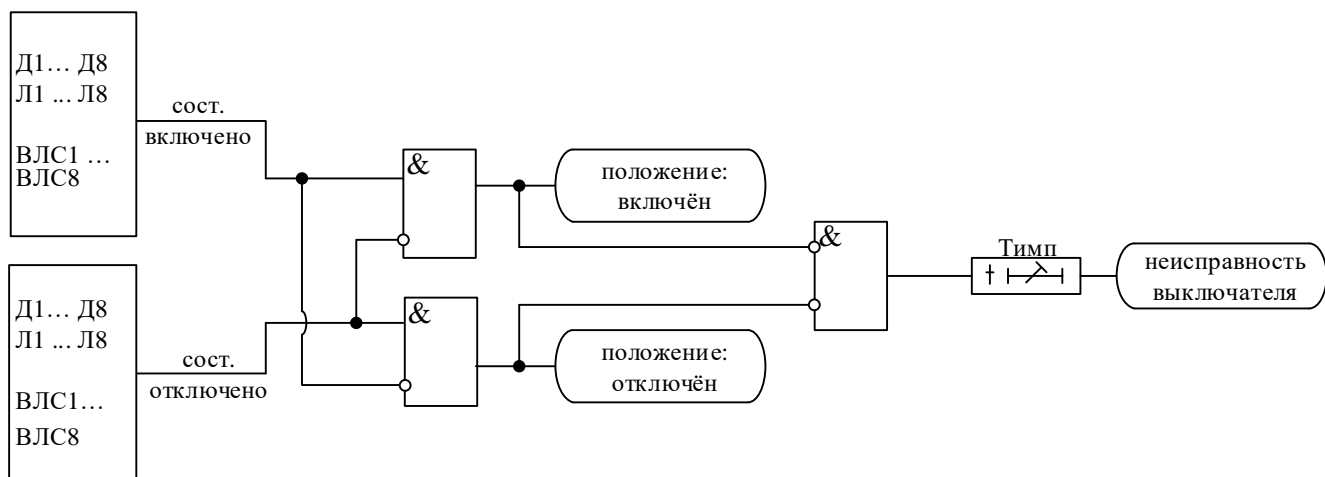 Д1… Д8
Л1 ... Л8
ВЛС1 …
ВЛС8
сост.
включено
&
положение:
включён
&
Тимп
t
неисправность
выключателя
Д1… Д8
Л1 ... Л8
ВЛС1…
ВЛС8
сост.
отключено
&
положение:
отключён